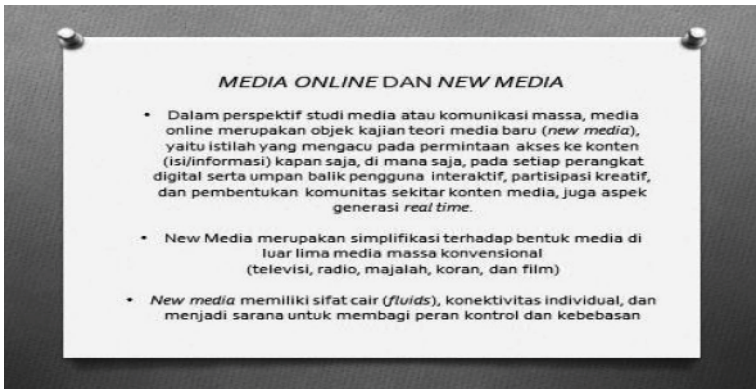 MEDIA ONLINE DAN NEW MEDIA
• Dalam perspektif studi media atau komunikasi massa, media
online merupakan objek kajian teori media baru (new media),
yaitu istilah yang mengacu pada permintaan akses ke konten
(isi/informasi) kapan saja, di mana saja, pada setiap perangkat
digital serta umpan balik pengguna interaktif, partisipasi kreatif,
dan pembentukan komunitas sekitar konten media, juga aspek
generasi real time.
• New Media merupakan simplifikasi terhadap bentuk media di
luar lima media massa konvensional
(televisi, radio, majalah, koran, dan film)
• New media memiliki sifat cair (fluids), konektivitas individual, dan
menjadi sarana untuk membagi peran kontrol dan kebebasan